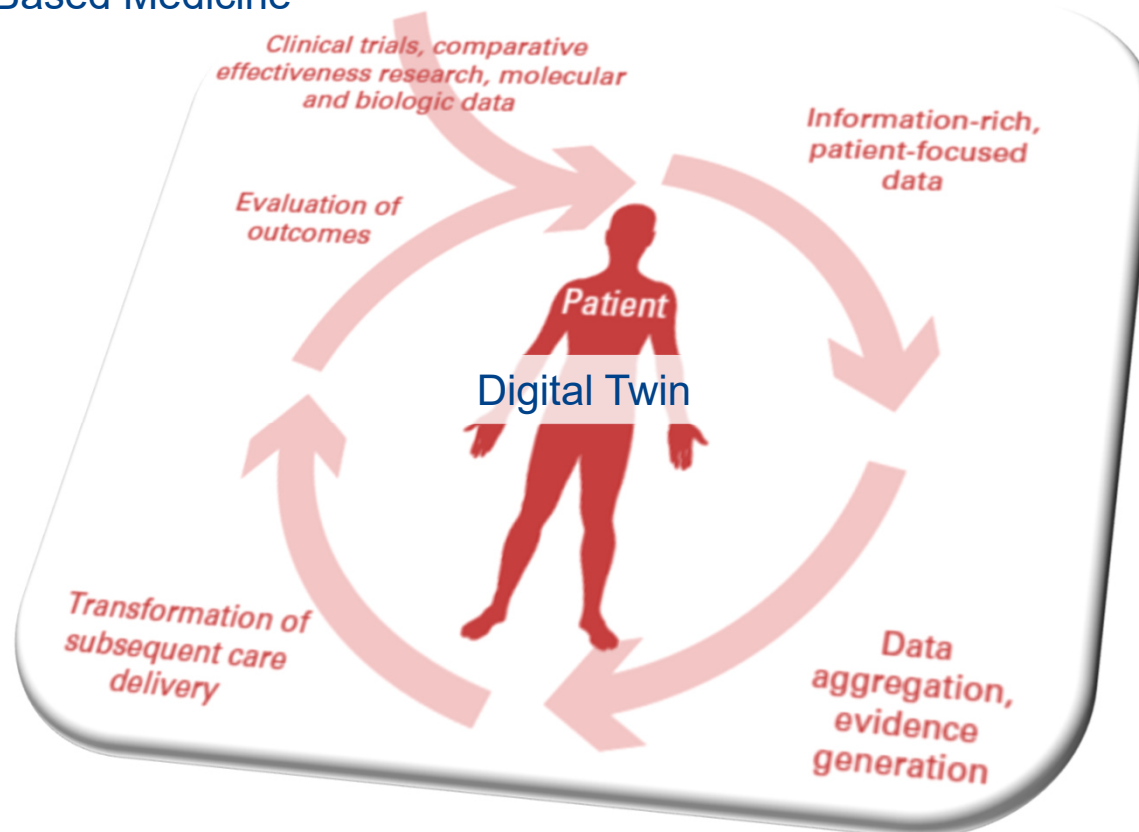 Based Medicine
Clinical trials, comparative
effectiveness research, molecular
and biologic data
Information-rich,
patient-focused
data
Evaluation of
outcomes
Patient
Digital Twin
Transformation of
subsequent care
delivery
Data
aggregation,
evidence
generation